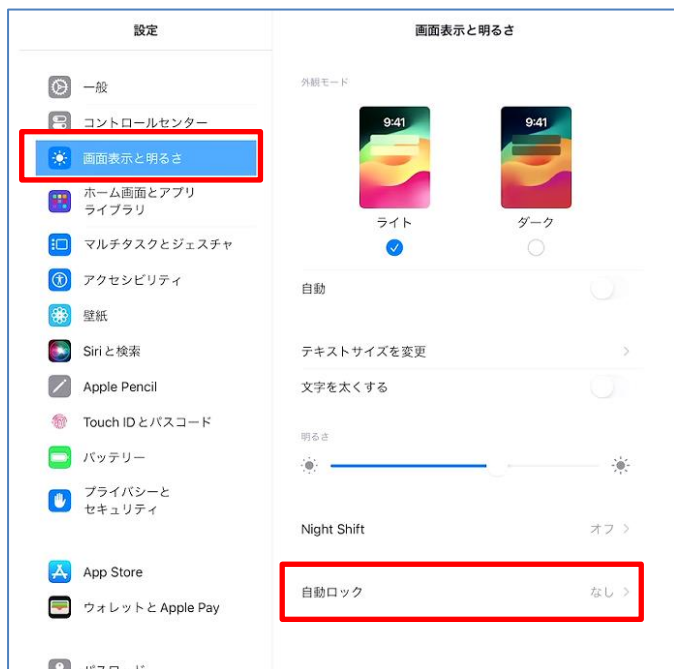 設定
一般
コントロールセンター
画面表示と明るさ
ホーム画面とアプリ
ライブラリ
マルチタスクとジェスチャ
アクセシビリティ
壁紙
Siriと検索
Apple Pencil
Touch IDとパスコード
バッテリー
プライバシーと
セキュリティ
App Store
ウォレットとApple Pay
画面表示と明るさ
外観モード
9:41
9:41
ライト
ダーク
自動
テキストサイズを変更
文字を太くする
明るさ
Night Shift
オフ
自動ロック
なし